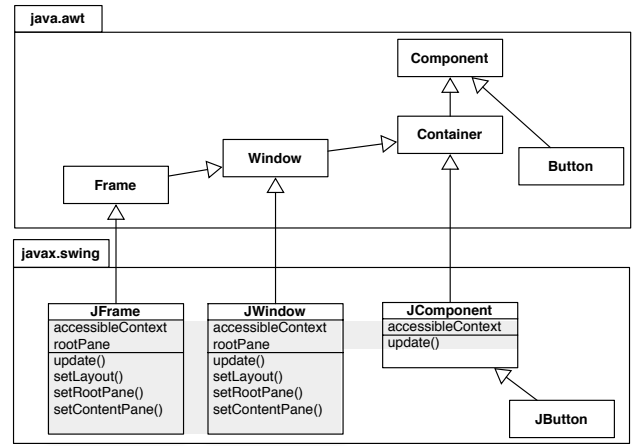 java.awt
Component
Container
Window
Button
Frame
javax.swing
JFrame
accessibleContext
rootPane
update()
setLayout()
setRootPane()
setContentPane()
JWindow
accessibleContext
rootPane
update()
setLayout()
setRootPane()
setContentPane()
JComponent
accessibleContext
update()
JButton